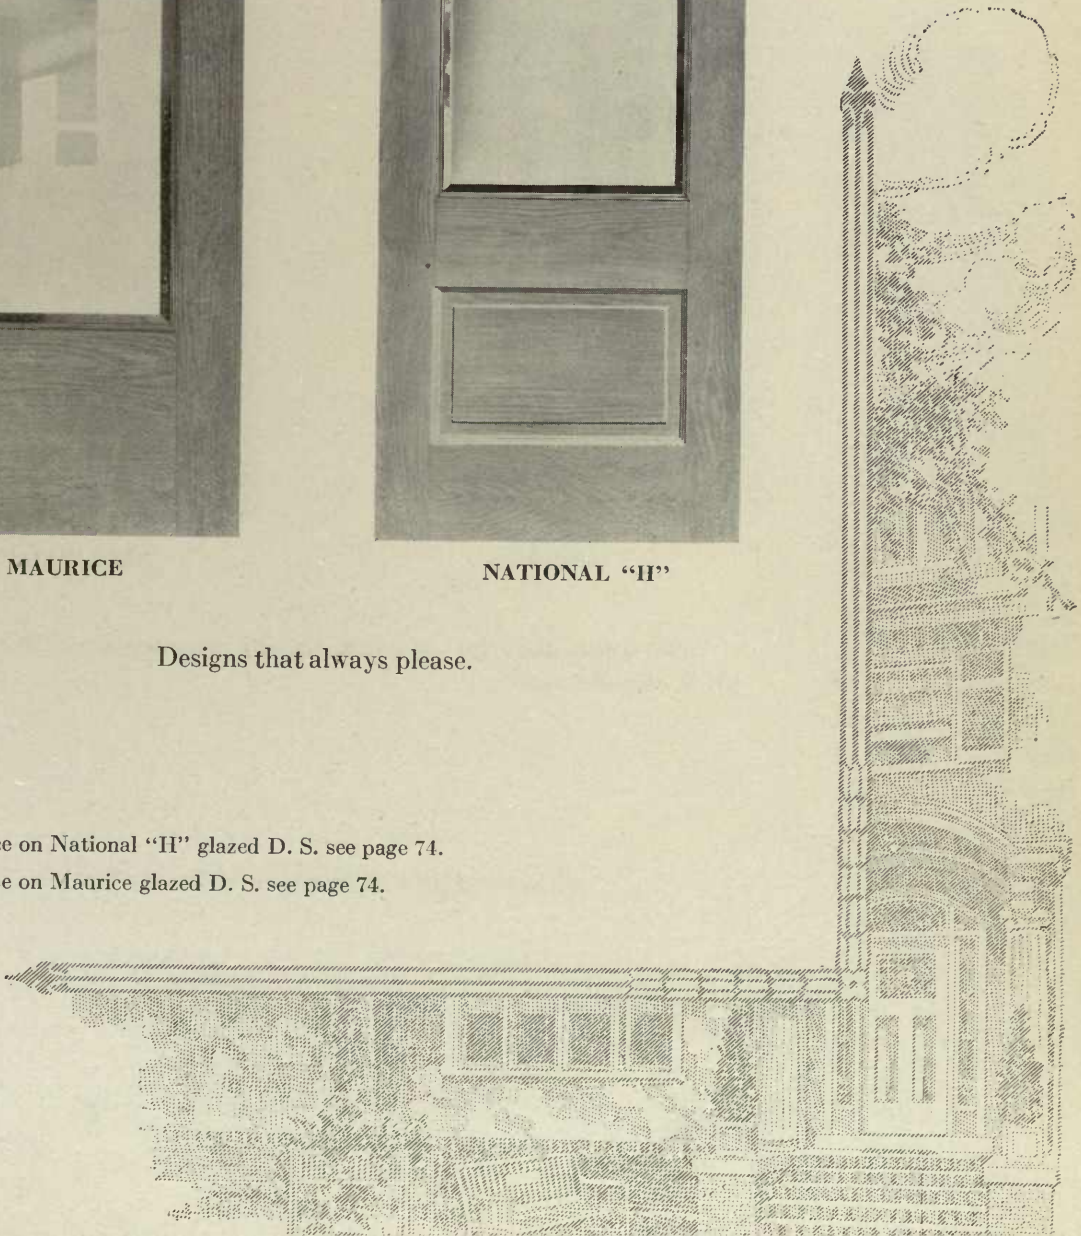 MAURICE
NATIONAL “H”
Designs that always please.
e on National “H” glazed D. S. see page 74.
e on Maurice glazed D. S. see page 74.